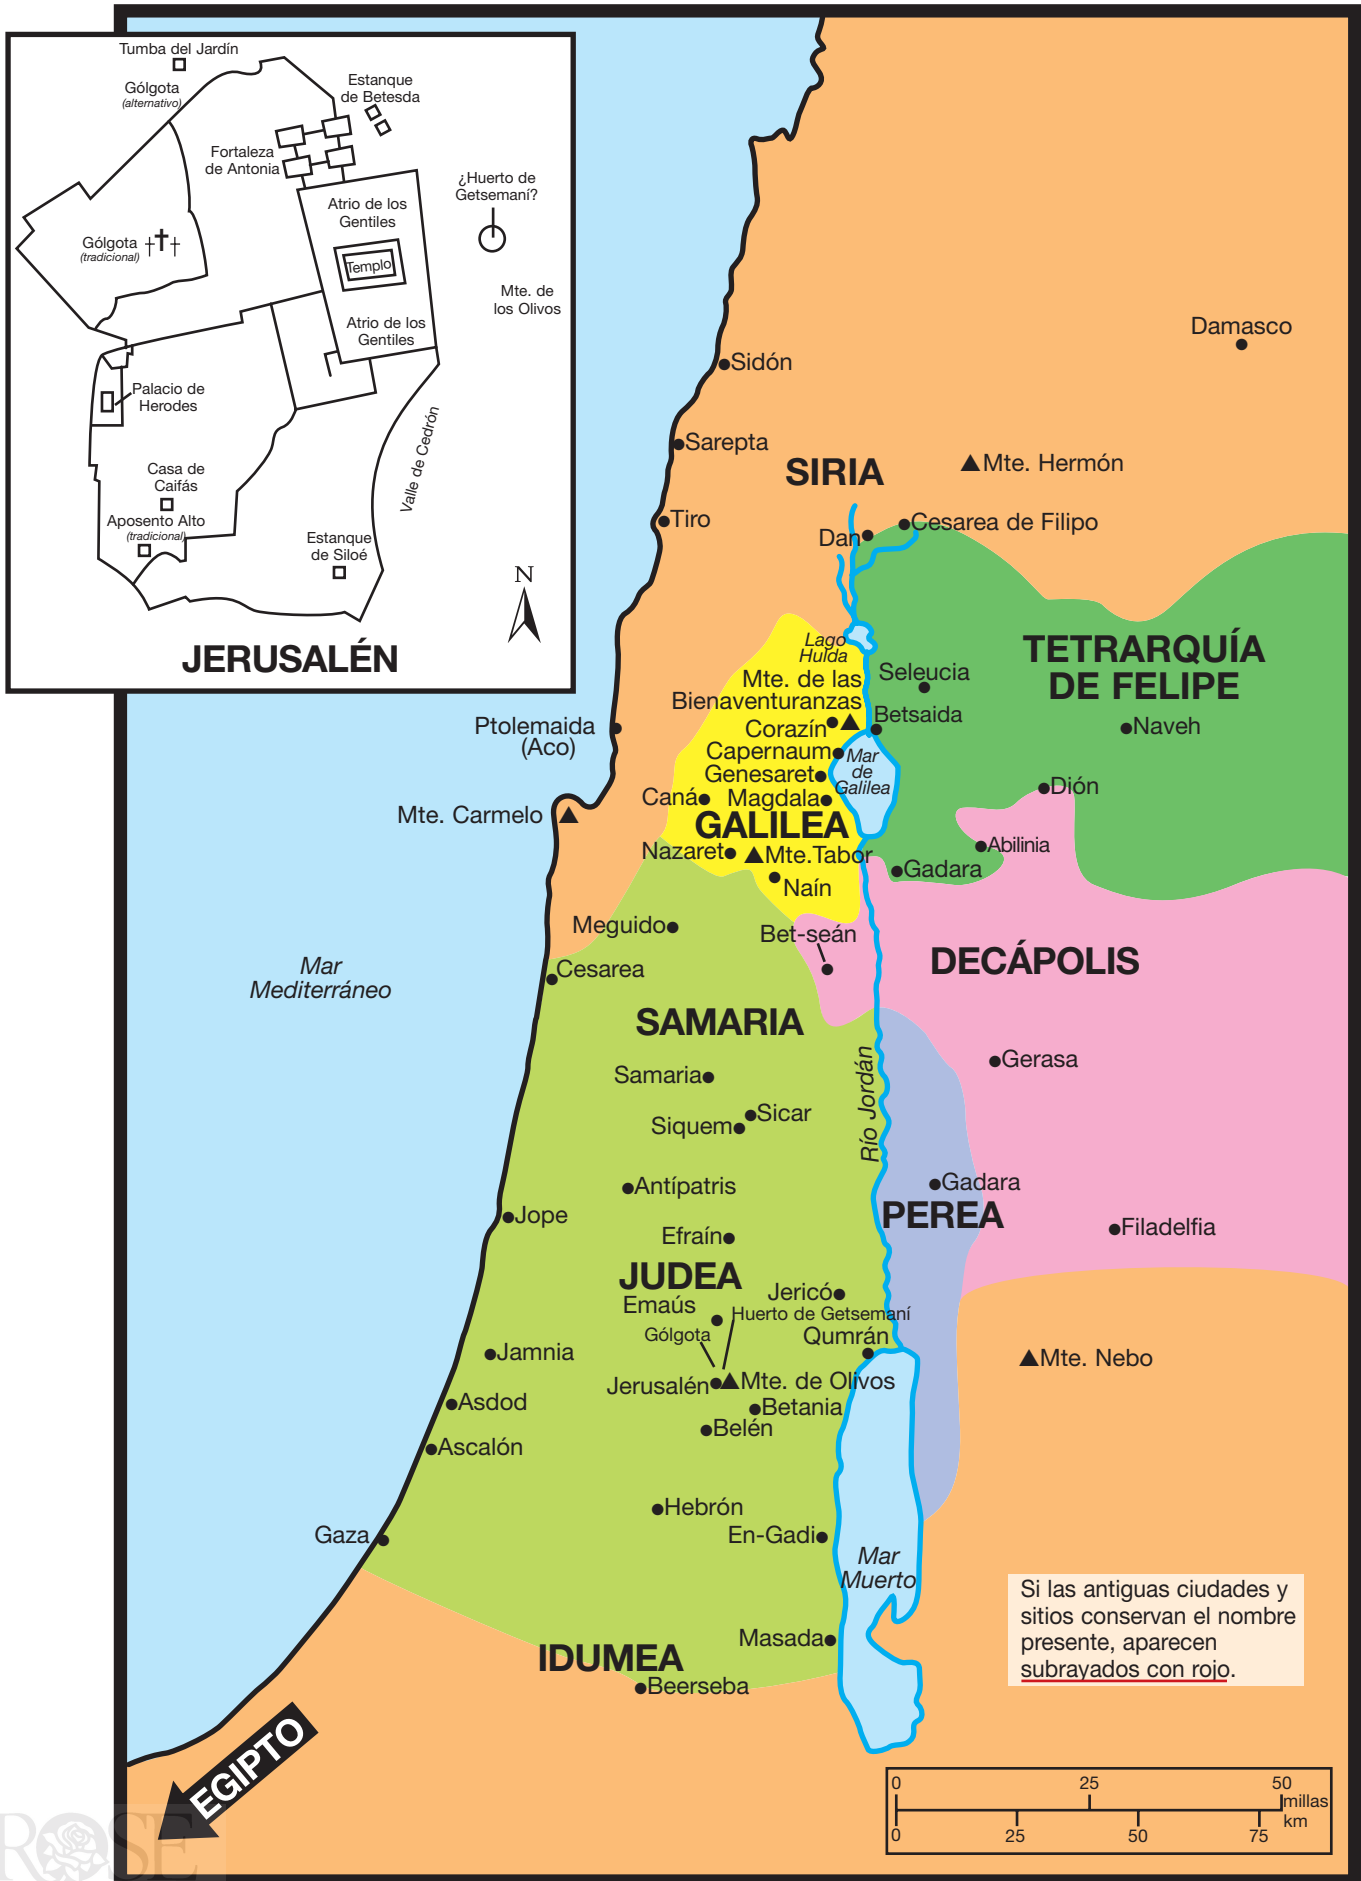 Tumba del Jardín
Gólgota
(alternativo)
Estanque
de Betesda
Fortaleza
de Antonia
¿Huerto de
Getsemaní?
Atrio de los
Gentiles
Gólgota
(tradicional)
Templo
Mte. de
los Olivos
Atrio de los
Gentiles
Palacio de
Herodes
Valle de Cedrón
Casa de
Caifás
Aposento Alto
(tradicional)
Estanque
de Siloé
N
JERUSALÉN
Damasco
Sidón
Sarepta
SIRIA
Mte. Hermón
Tiro
Cesarea de Filipo
Dan
Lago
Hulda
TETRARQUÍA
DE FELIPE
Mte. de las
Bienaventuranzas
Seleucia
Ptolemaida
(Aco)
Corazín
Betsaida
Naveh
Capernaum
Mar
de
Galilea
Genesaret
Caná
Magdala
Dión
Mte. Carmelo
GALILEA
Nazaret
Mte.Tabor
Abilinia
Gadara
Naín
Meguido
Bet-seán
DECÁPOLIS
Mar
Mediterráneo
Cesarea
SAMARIA
Río Jordán
Gerasa
Samaria
Sicar
Siquem
Antípatris
Gadara
Jope
PEREA
Filadelfia
Efraín
JUDEA
Jericó
Emaús
Huerto de Getsemaní
Gólgota
Qumrán
Jamnia
Mte. Nebo
Jerusalén
Mte. de Olivos
Asdod
Betania
Belén
Ascalón
Hebrón
Gaza
En-Gadi
Mar
Muerto
Si las antiguas ciudades y
sitios conservan el nombre
presente, aparecen
subrayados con rojo.
Masada
IDUMEA
Beerseba
EGIPTO
0 25 50
millas
km
0 25 50 75
ROSE